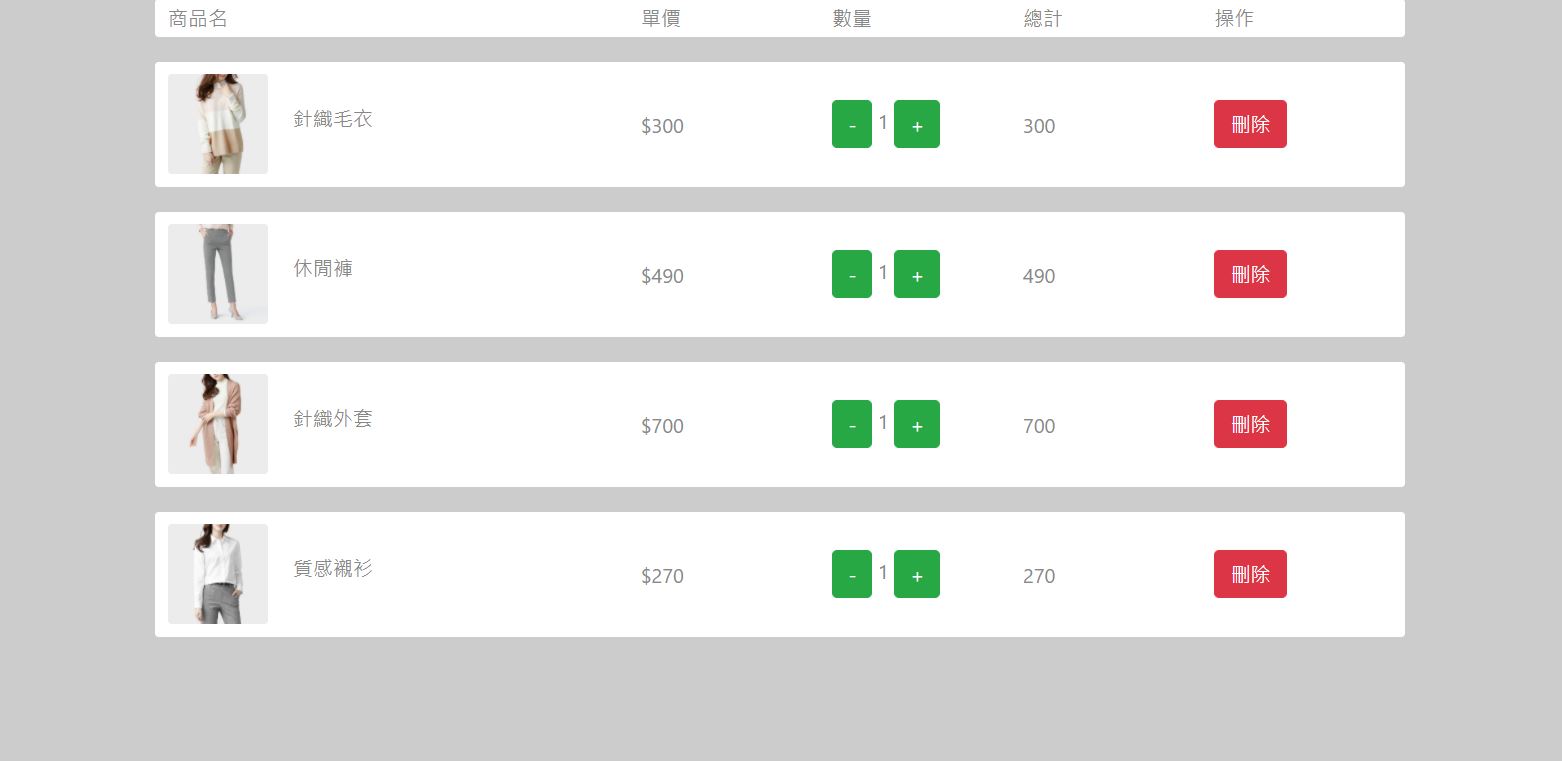 商品名 單價 數量 總計 操作
針織毛衣 $300 - 1 + 300 刪除
休閒褲 $490 - 1 + 490 刪除
針織外套 $700 - 1 + 700 刪除
質感襯衫 $270 - 1 + 270 刪除